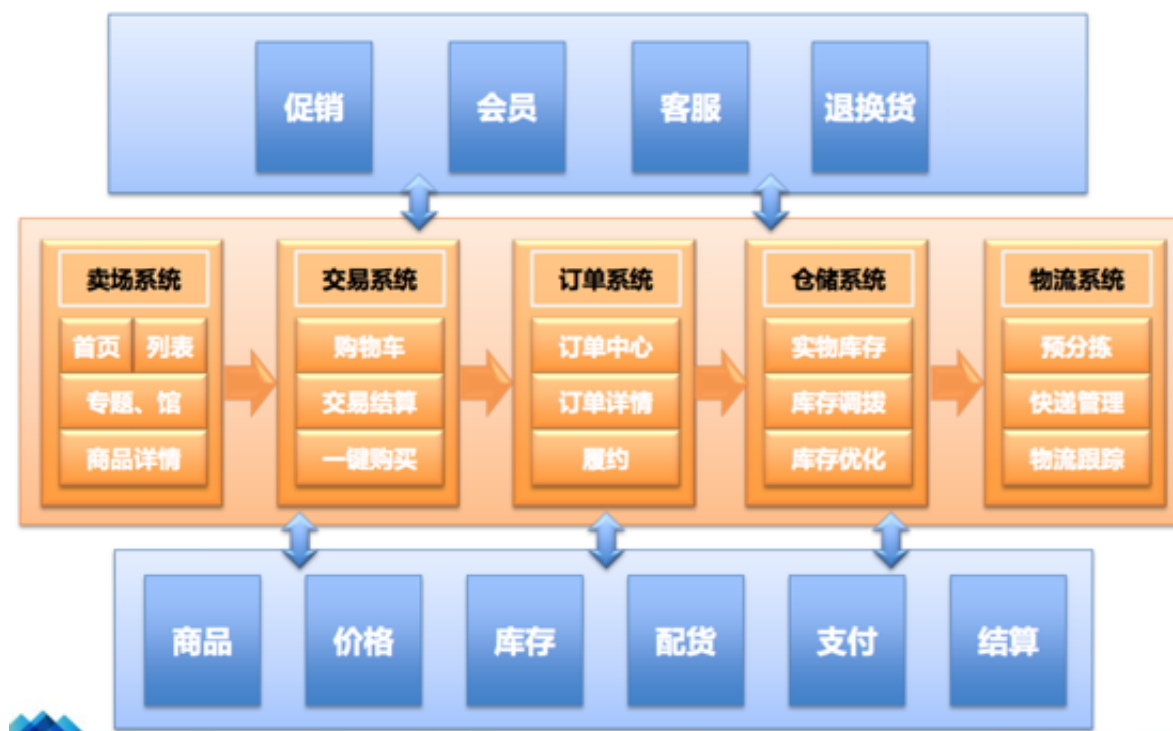 促销 会员 客服 退换货
卖场系统 交易系统 订单系统 仓储系统 物流系统
首页 列表 购物车 订单中心 实物库存 预分拣
专题、馆 交易结算 订单详情 库存调拨 快递管理
商品详情 一键购买 履约 库存优化 物流跟踪
商品 价格 库存 配货 支付 结算